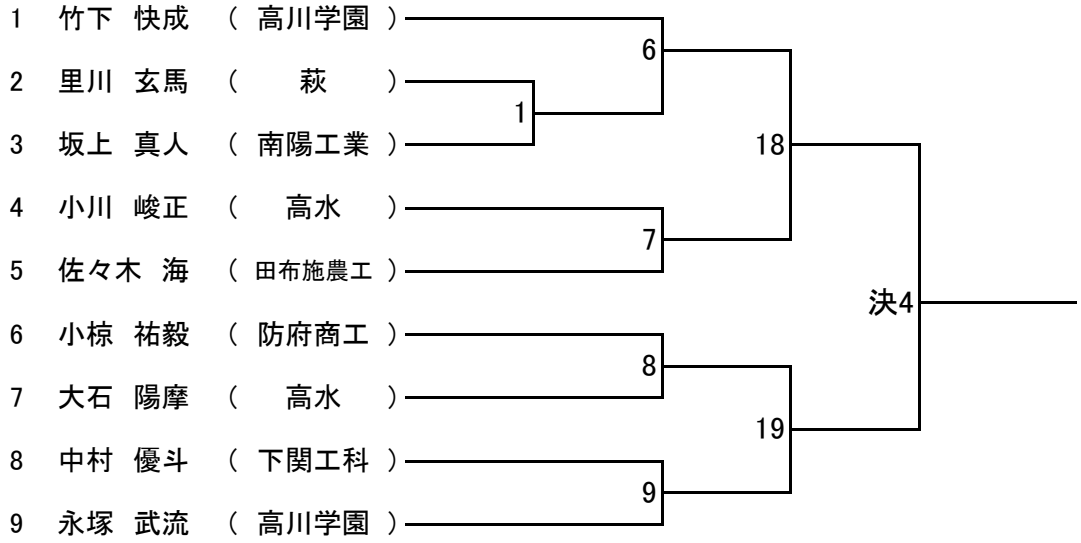 1 竹下 快成 ( 高川学園 )
6
2 里川 玄馬 ( 萩 )
1
3 坂上 真人 ( 南陽工業 )
18
4 小川 峻正 ( 高水 )
7
5 佐々木 海 ( 田布施農工 )
決4
6 小椋 祐毅 ( 防府商工 )
8
7 大石 陽摩 ( 高水 )
19
8 中村 優斗 ( 下関工科 )
9
9 永塚 武流 ( 高川学園 )